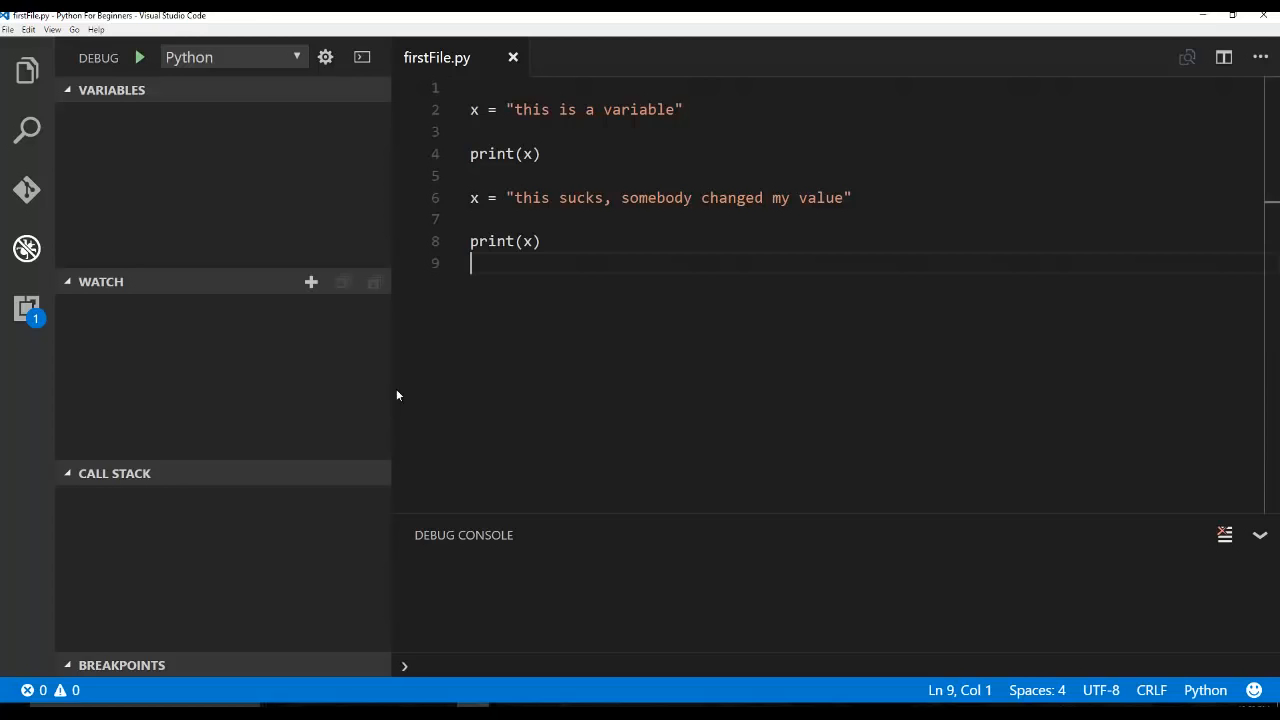 firstFile.py - Python For Beginners - Visual Studio Code
File Edit View Go Help
DEBUG Python
firstFile.py
VARIABLES
1
2 x = "this is a variable"
3
4 print(x)
5
6 x = "this sucks, somebody changed my value"
7
8 print(x)
9
WATCH
1
CALL STACK
DEBUG CONSOLE
BREAKPOINTS
0 0 Ln 9, Col 1 Spaces: 4 UTF-8 CRLF Python